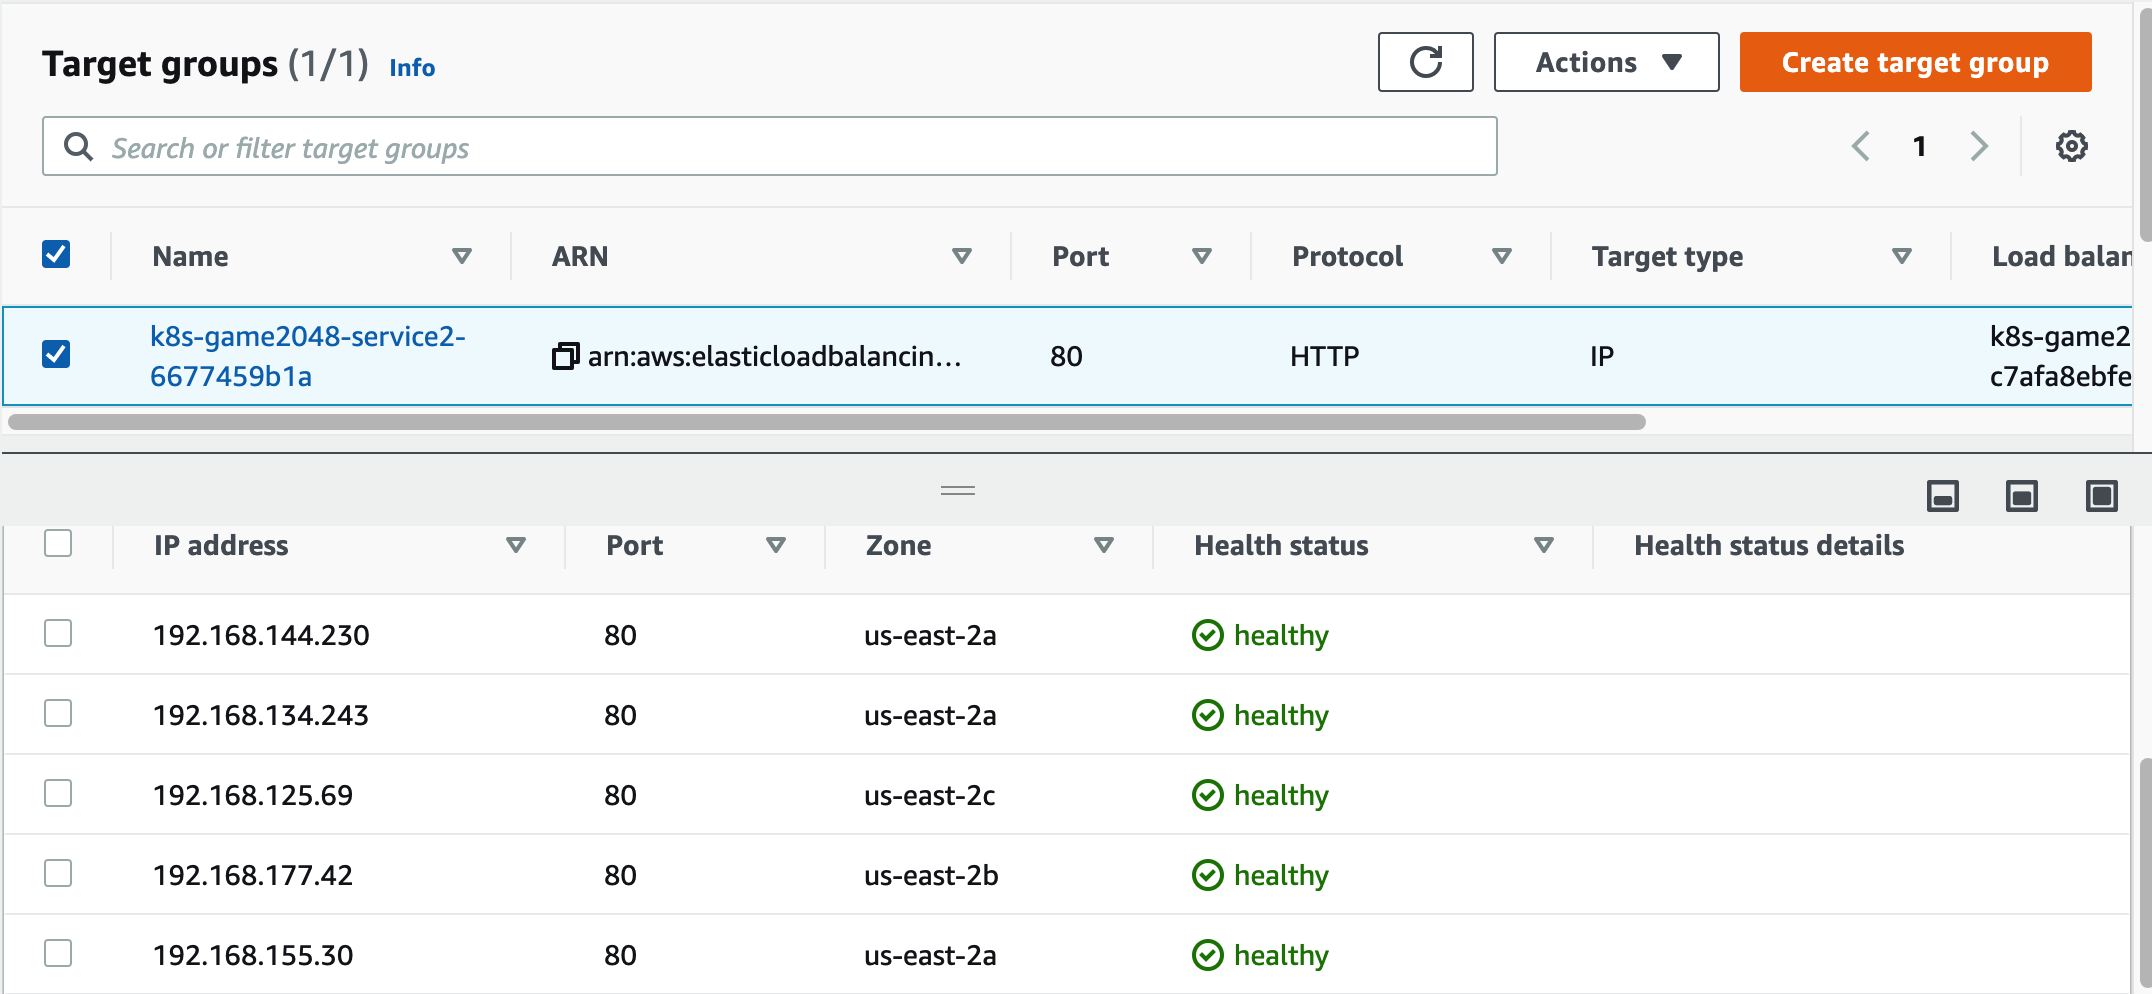 Target groups (1/1) Info
Actions
Create target group
Search or filter target groups
1
Name ARN Port Protocol Target type Load balan
k8s-game2048-service2-
6677459b1a
arn:aws:elasticloadbalancin...
80
HTTP
IP
k8s-game2
c7afa8ebfe
IP address Port Zone Health status Health status details
192.168.144.230 80 us-east-2a healthy
192.168.134.243 80 us-east-2a healthy
192.168.125.69 80 us-east-2c healthy
192.168.177.42 80 us-east-2b healthy
192.168.155.30 80 us-east-2a healthy